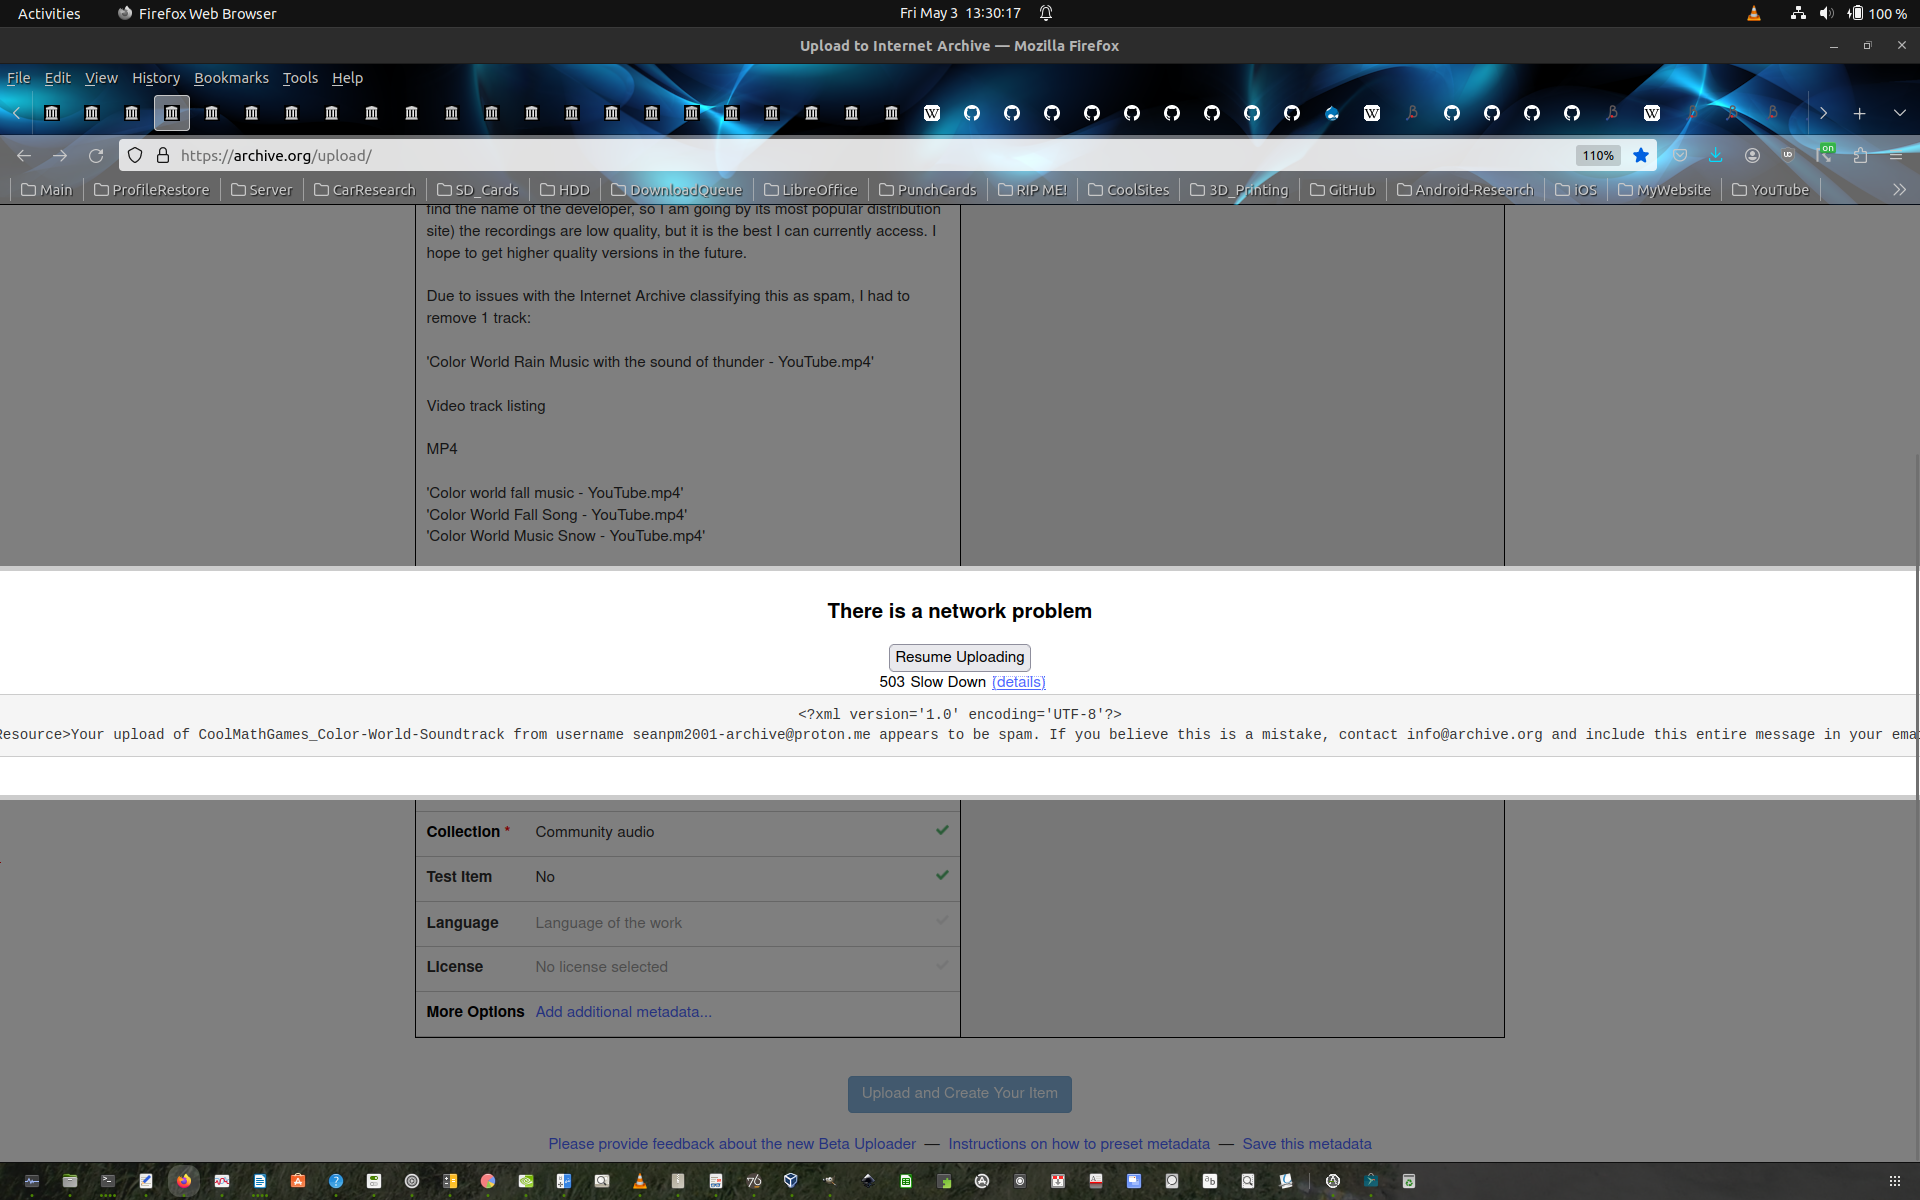 Activities Firefox Web Browser Fri May 3 13:30:17 100 %
Upload to Internet Archive — Mozilla Firefox
File Edit View History Bookmarks Tools Help
https://archive.org/upload/ 110% on
Main ProfileRestore Server CarResearch SD_Cards HDD DownloadQueue LibreOffice PunchCards RIP ME! CoolSites 3D_Printing GitHub Android-Research iOS MyWebsite YouTube
find the name of the developer, so I am going by its most popular distribution
site) the recordings are low quality, but it is the best I can currently access. I
hope to get higher quality versions in the future.
Due to issues with the Internet Archive classifying this as spam, I had to
remove 1 track:
'Color World Rain Music with the sound of thunder - YouTube.mp4'
Video track listing
MP4
'Color world fall music - YouTube.mp4'
'Color World Fall Song - YouTube.mp4'
'Color World Music Snow - YouTube.mp4'
There is a network problem
Resume Uploading
503 Slow Down (details)
<?xml version='1.0' encoding='UTF-8'?>
Resource>Your upload of CoolMathGames_Color-World-Soundtrack from username seanpm2001-archive@proton.me appears to be spam. If you believe this is a mistake, contact info@archive.org and include this entire message in your ema
Collection * Community audio
Test Item No
Language Language of the work
License No license selected
More Options Add additional metadata...
Upload and Create Your Item
Please provide feedback about the new Beta Uploader — Instructions on how to preset metadata — Save this metadata